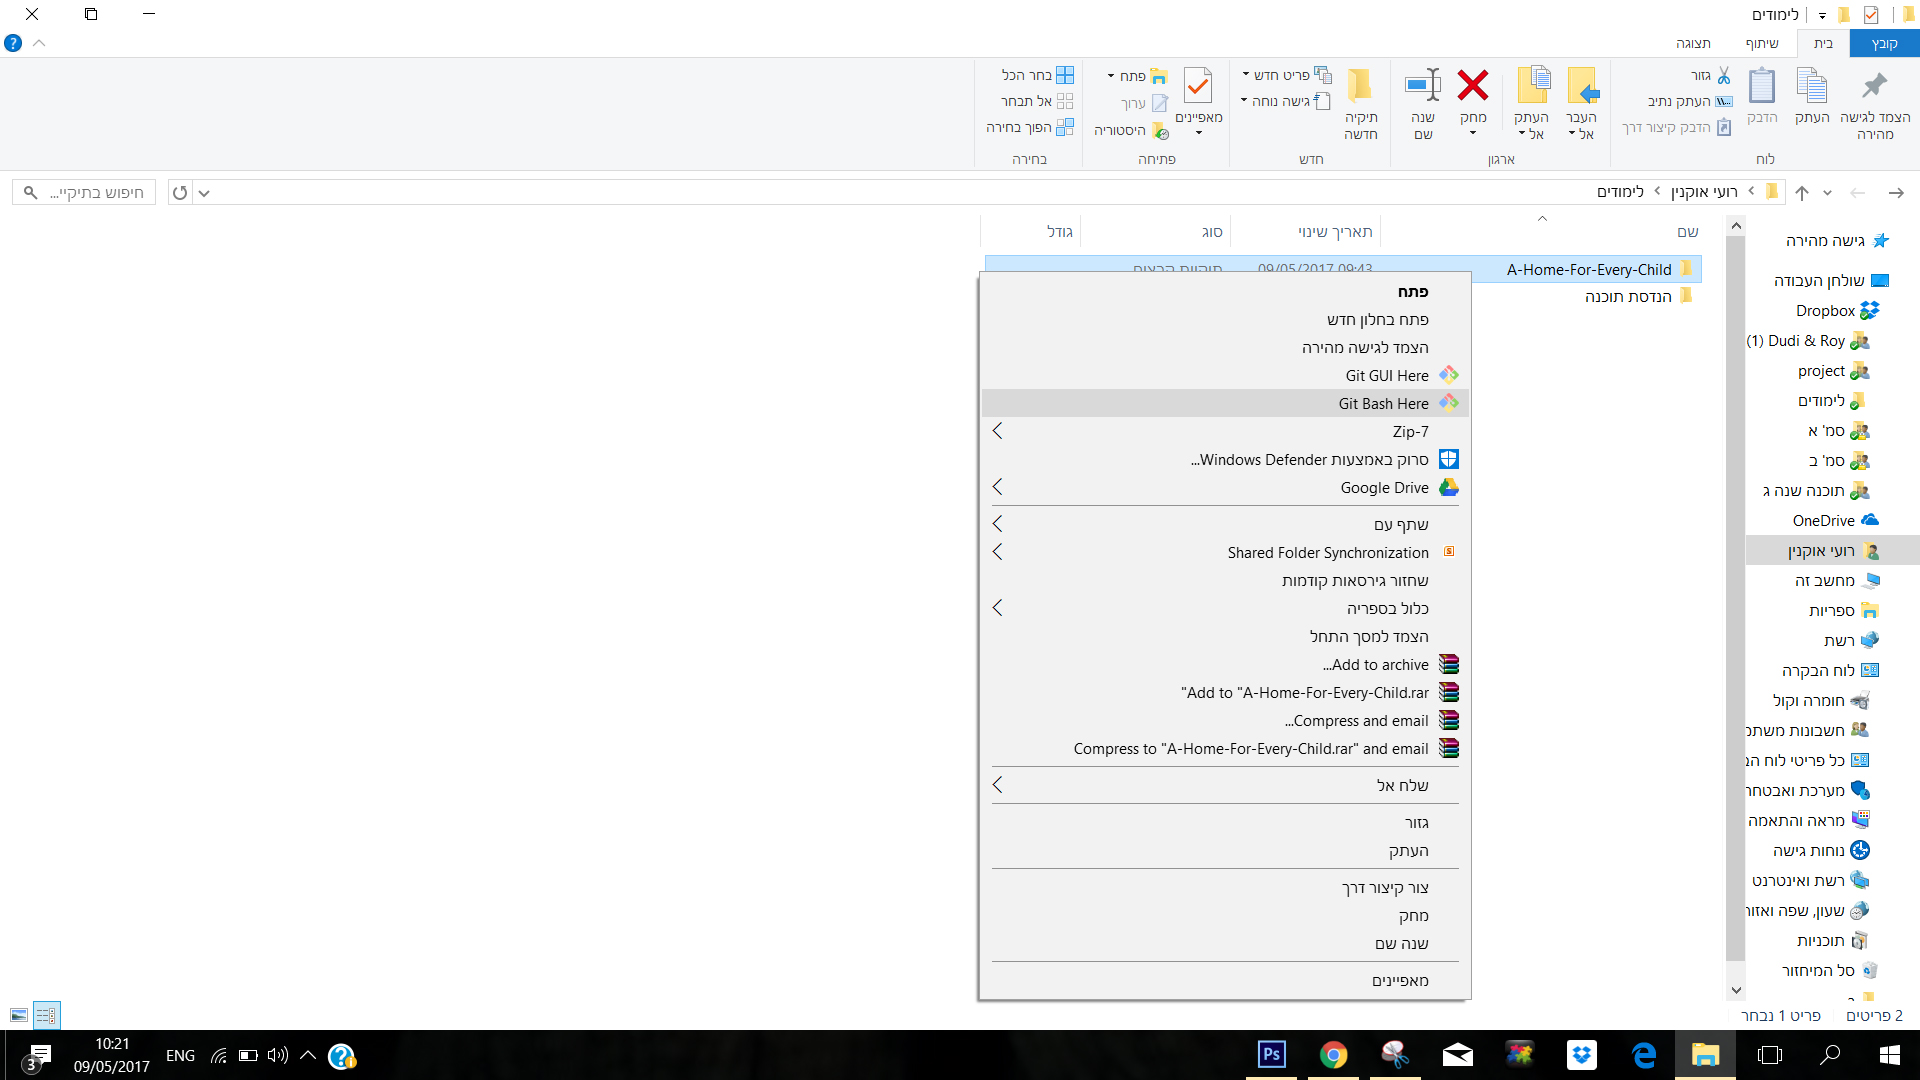 לימודים
קובץ
בית
שיתוף
תצוגה
הצמד לגישה מהירה
העתק
הדבק
גזור
העתק נתיב
הדבק קיצור דרך
לוח
העבר אל
העתק אל
מחק
שנה שם
ארגון
תיקיה חדשה
פריט חדש
גישה נוחה
חדש
מאפיינים
פתח
ערוך
היסטוריה
פתיחה
בחר הכל
אל תבחר
הפוך בחירה
בחירה
רועי אוקנין
לימודים
חיפוש בתיקיי...
שם
תאריך שינוי
סוג
גודל
A-Home-For-Every-Child
09/05/2017 09:43
תיקיית קבצים
הנדסת תוכנה
גישה מהירה
שולחן העבודה
Dropbox
(1) Dudi & Roy
project
לימודים
סמ' א
סמ' ב
תוכנה שנה ג
OneDrive
רועי אוקנין
מחשב זה
ספריות
רשת
לוח הבקרה
חומרה וקול
חשבונות משתמ
כל פריטי לוח הב
מערכת ואבטחה
מראה והתאמה
נוחות גישה
רשת ואינטרנט
שעון, שפה ואזור
תוכניות
סל המיחזור
פתח
פתח בחלון חדש
הצמד לגישה מהירה
Git GUI Here
Git Bash Here
Zip-7
סרוק באמצעות Windows Defender...
Google Drive
שתף עם
Shared Folder Synchronization
שחזור גירסאות קודמות
כלול בספריה
הצמד למסך התחל
...Add to archive
"Add to "A-Home-For-Every-Child.rar
...Compress and email
Compress to "A-Home-For-Every-Child.rar" and email
שלח אל
גזור
העתק
צור קיצור דרך
מחק
שנה שם
מאפיינים
2 פריטים
פריט 1 נבחר
Ps
ENG
10:21
09/05/2017
3